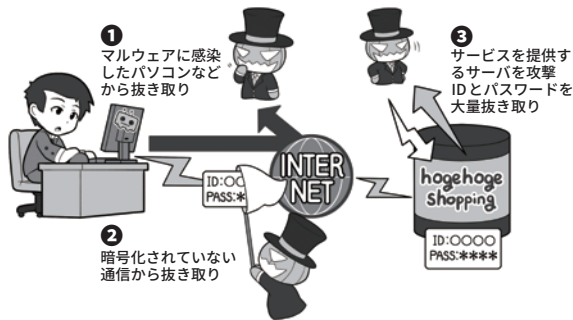 ❶
マルウェアに感染
したパソコンなど
から抜き取り
❸
サービスを提供す
るサーバを攻撃
IDとパスワードを
大量抜き取り
INTER
NET
ID:〇〇
PASS:*
hogehoge
shopping
ID:〇〇〇〇
PASS:****
❷
暗号化されていない
通信から抜き取り